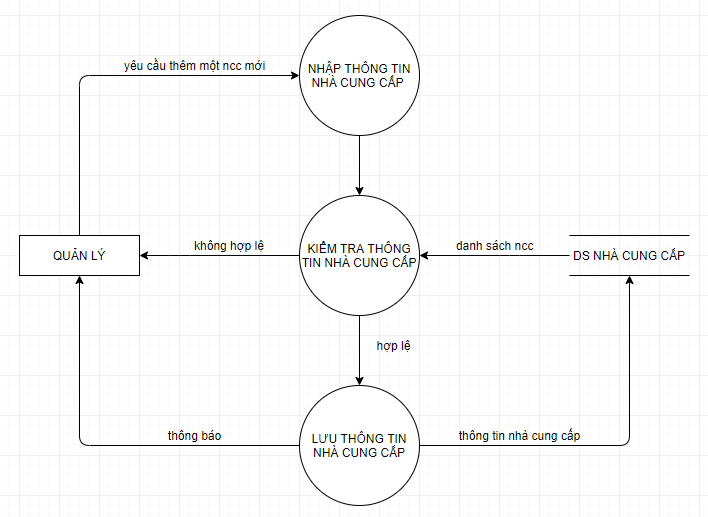 yêu cầu thêm một ncc mới
NHẬP THÔNG TIN
NHÀ CUNG CẤP
QUẢN LÝ
không hợp lệ
KIỂM TRA THÔNG
TIN NHÀ CUNG CẤP
danh sách ncc
DS NHÀ CUNG CẤP
hợp lệ
thông báo
LƯU THÔNG TIN
NHÀ CUNG CẤP
thông tin nhà cung cấp